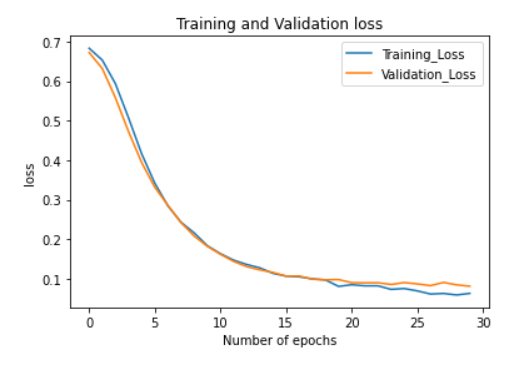 Training and Validation loss
Training_Loss
Validation_Loss
loss
0.7
0.6
0.5
0.4
0.3
0.2
0.1
0 5 10 15 20 25 30
Number of epochs